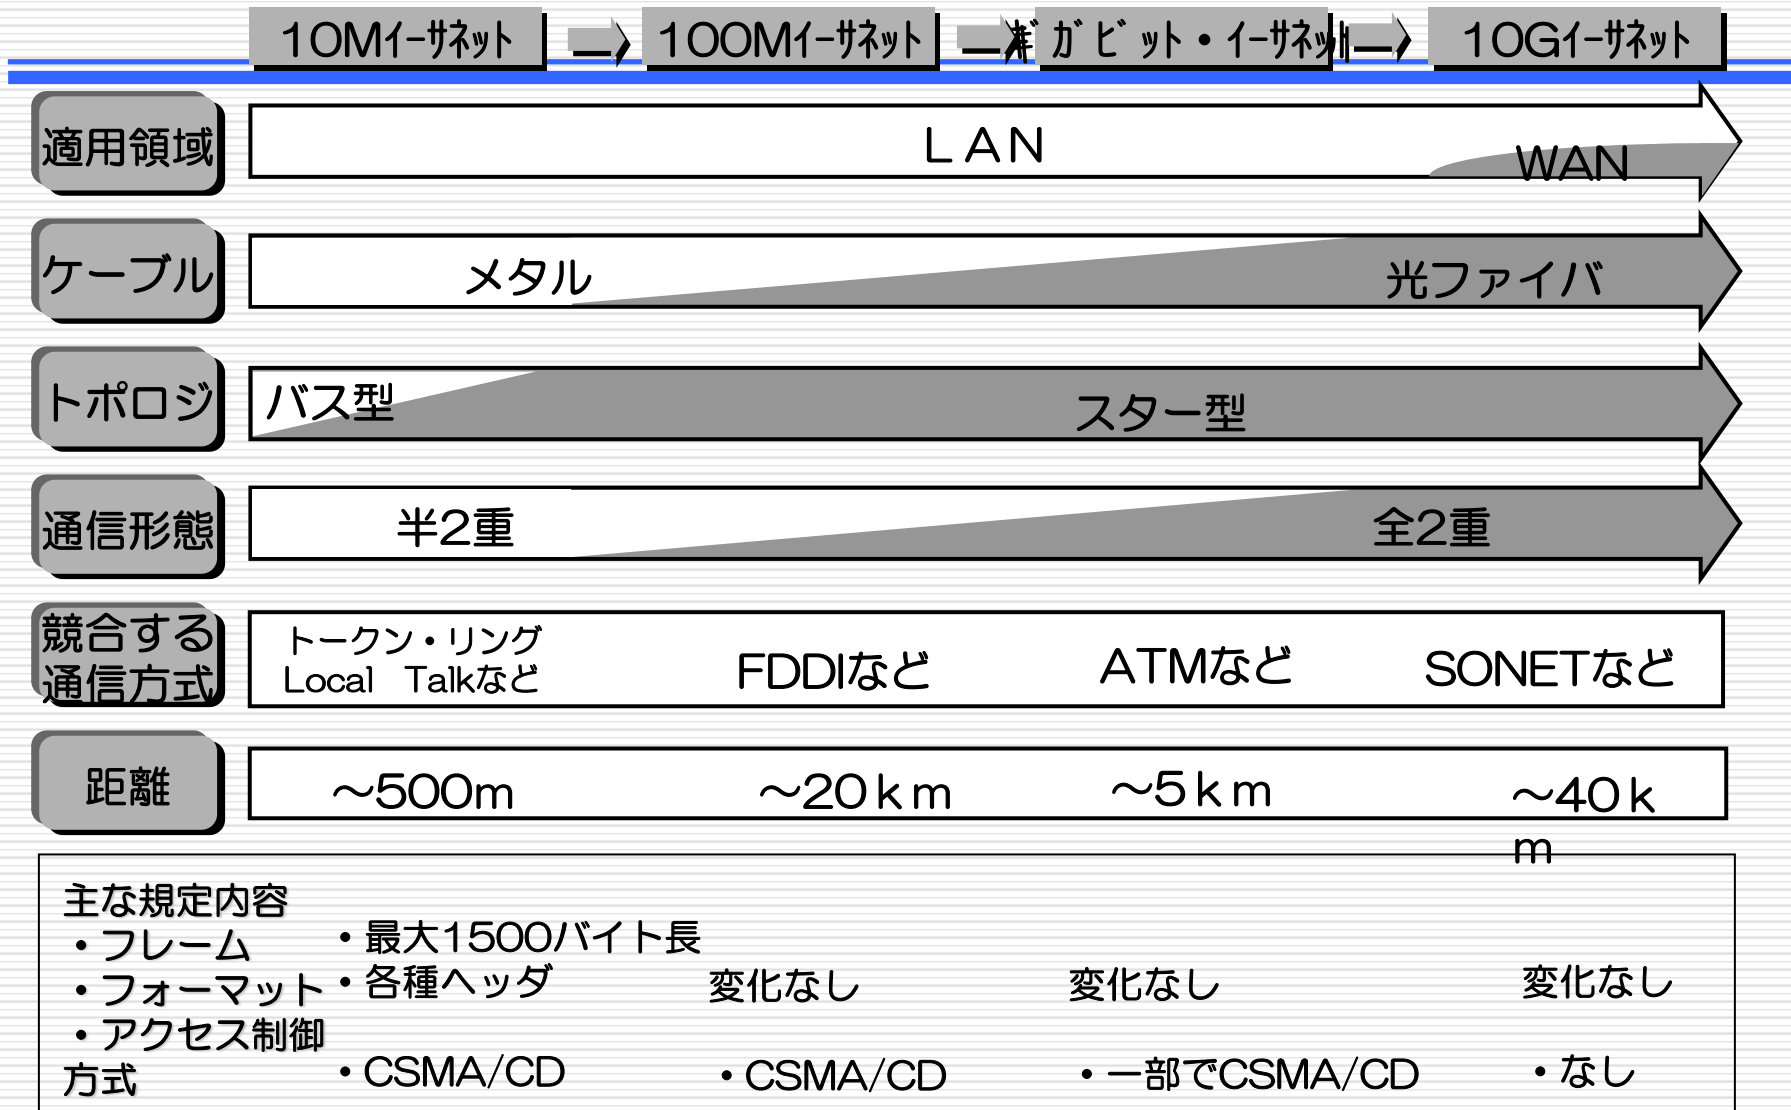 10Mｲｰｻﾈｯﾄ
100Mｲｰｻﾈｯﾄ
ｷﾞｶﾞﾋﾞｯﾄ・ｲｰｻﾈｯﾄ
10Gｲｰｻﾈｯﾄ
適用領域
ＬＡＮ
WAN
ケーブル
メタル
光ファイバ
トポロジ
バス型
スター型
通信形態
半2重
全2重
競合する
通信方式
トークン・リング
Local　Talkなど
FDDIなど
ATMなど
SONETなど
距離
～500m
～20ｋｍ
～5ｋｍ
～40ｋ
ｍ
主な規定内容
・フレーム
・フォーマット
・アクセス制御
方式
・最大1500バイト長
・各種ヘッダ
変化なし
変化なし
変化なし
・CSMA/CD
・CSMA/CD
・一部でCSMA/CD
・なし